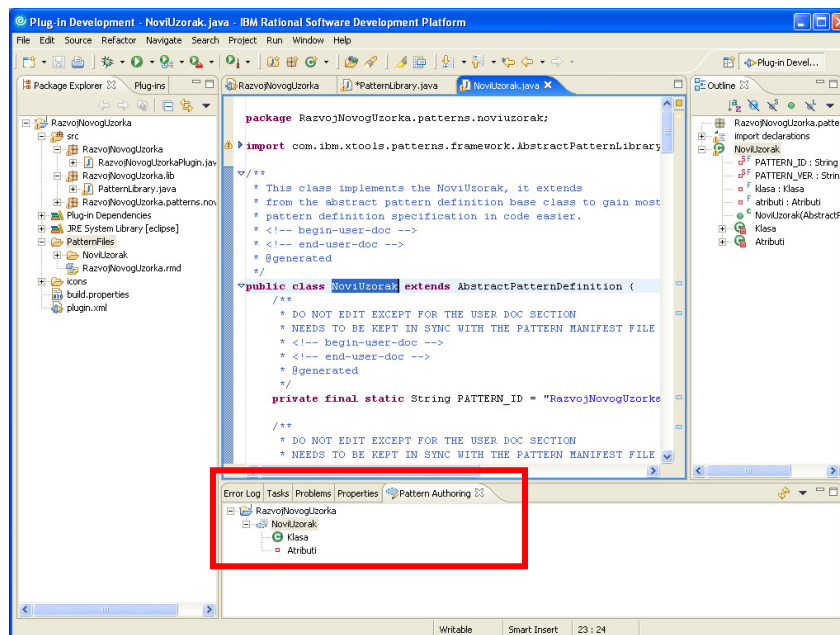 Plug-in Development - NoviUzorak.java - IBM Rational Software Development Platform
File Edit Source Refactor Navigate Search Project Run Window Help
Plug-in Devel...
Package Explorer Plug-ins
RazvojNovogUzorka
src
RazvojNovogUzorka
RazvojNovogUzorkaPlugin.jav
RazvojNovogUzorka.lib
PatternLibrary.java
RazvojNovogUzorka.patterns.nov
Plug-in Dependencies
JRE System Library [eclipse]
PatternFiles
NoviUzorak
RazvojNovogUzorka.rmd
icons
build.properties
plugin.xml
RazvojNovogUzorka *PatternLibrary.java NoviUzorak.java
package RazvojNovogUzorka.patterns.noviuzorak;
import com.ibm.xtools.patterns.framework.AbstractPatternLibrary
/**
* This class implements the NoviUzorak, it extends
* from the abstract pattern definition base class to gain most
* pattern definition specification in code easier.
* <!-- begin-user-doc -->
* <!-- end-user-doc -->
* @generated
*/
public class NoviUzorak extends AbstractPatternDefinition {
/**
* DO NOT EDIT EXCEPT FOR THE USER DOC SECTION
* NEEDS TO BE KEPT IN SYNC WITH THE PATTERN MANIFEST FILE
* <!-- begin-user-doc -->
* <!-- end-user-doc -->
* @generated
*/
private final static String PATTERN_ID = "RazvojNovogUzorka
/**
* DO NOT EDIT EXCEPT FOR THE USER DOC SECTION
* NEEDS TO BE KEPT IN SYNC WITH THE PATTERN MANIFEST FILE
Outline
RazvojNovogUzorka.patte
import declarations
NoviUzorak
PATTERN_ID : String
PATTERN_VER : Strin
klasa : Klasa
atributi : Atributi
NoviUzorak(AbstractP
Klasa
Atributi
Error Log Tasks Problems Properties Pattern Authoring
RazvojNovogUzorka
NoviUzorak
Klasa
Atributi
Writable Smart Insert 23 : 24